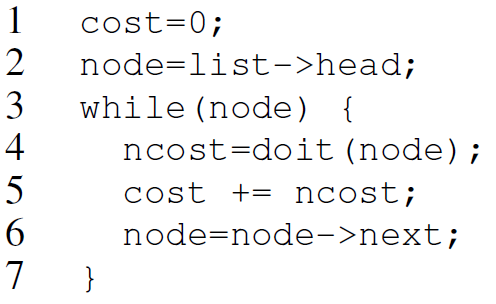 1 cost=0;
2 node=list->head;
3 while(node) {
4 ncost=doit(node);
5 cost += ncost;
6 node=node->next;
7 }